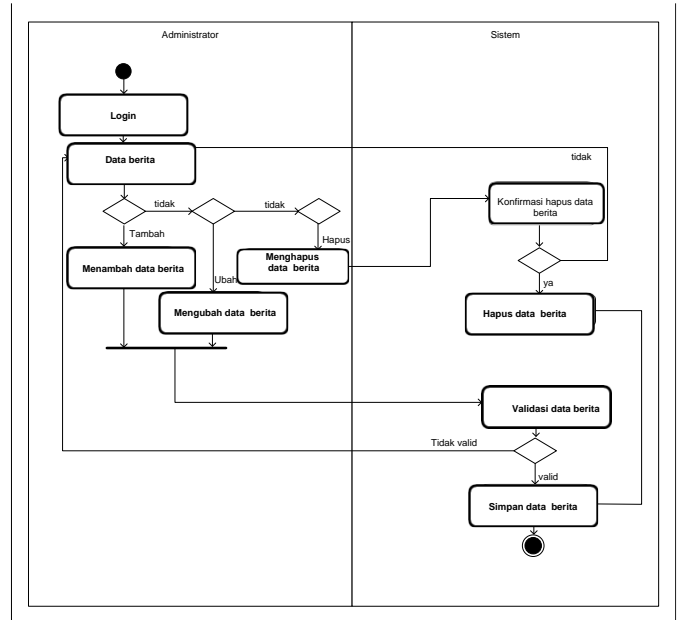 Administrator
Sistem
Login
Data berita
tidak
tidak
tidak
Konfirmasi hapus data
berita
Tambah
Hapus
Menambah data berita
Menghapus
data berita
Ubah
ya
Mengubah data berita
Hapus data berita
Validasi data berita
Tidak valid
valid
Simpan data berita